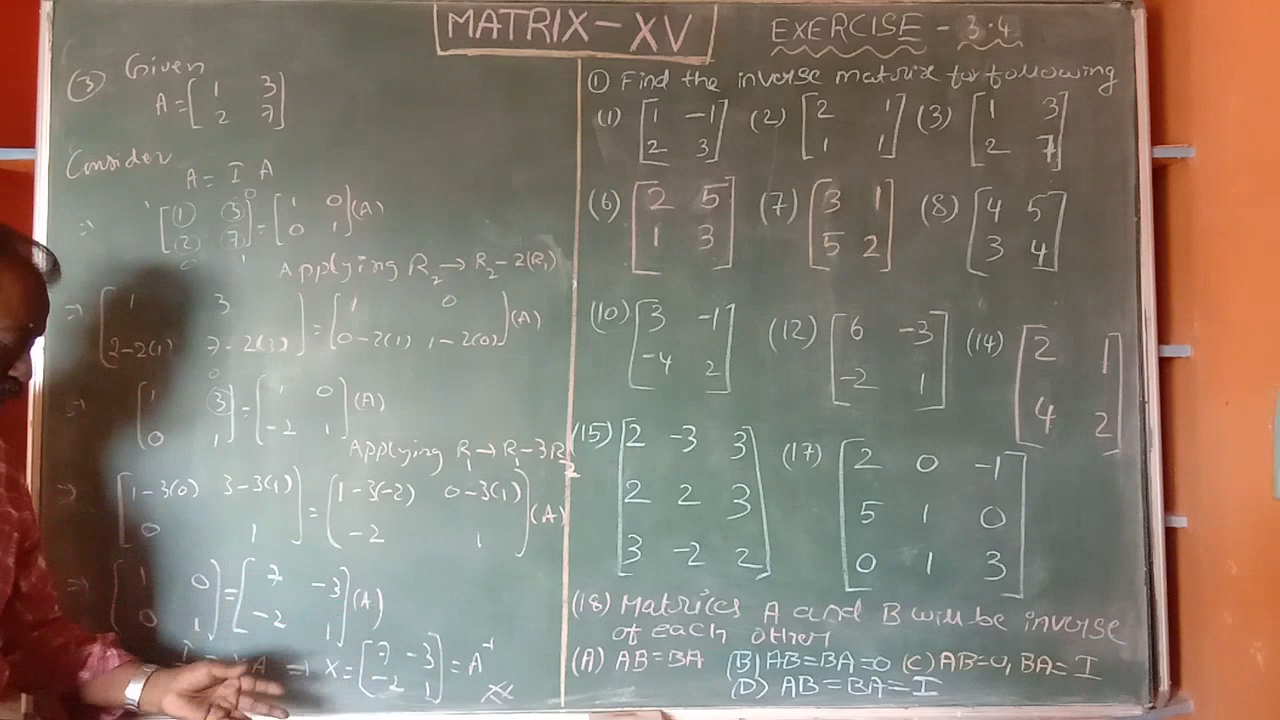 MATRIX-XV
EXERCISE - 3.4
③ Given
A = [1 3
2 7]
Consider
A = I A
⇒ [1 3 = [1 0 (A)
2 7] 0 1]
Applying R2 → R2 - 2(R1)
⇒ [1 3 = [1 0 (A)
2-2(1) 7-2(3)] 0-2(1) 1-2(0)]
⇒ [1 3 = [1 0 (A)
0 1] -2 1]
Applying R1 → R1 - 3R2
⇒ [1-3(0) 3-3(1) = [1-3(-2) 0-3(1) (A)
0 1] -2 1]
⇒ [1 0 = [7 -3 (A)
0 1] -2 1]
A ⇒ X = [7 -3 = A^-1
-2 1]
① Find the inverse matrix for following
(1) [1 -1 (2) [2 1 (3) [1 3
2 3] 1 1] 2 7]
(6) [2 5 (7) [3 1 (8) [4 5
1 3] 5 2] 3 4]
(10) [3 -1 (12) [6 -3 (14) [2 1
-4 2] -2 1] 4 2]
(15) [2 -3 3 (17) [2 0 -1
2 2 3 5 1 0
3 -2 2] 0 1 3]
(18) Matrices A and B will be inverse
of each other
(A) AB=BA (B) AB=BA=0 (C) AB=0, BA=I
(D) AB=BA=I